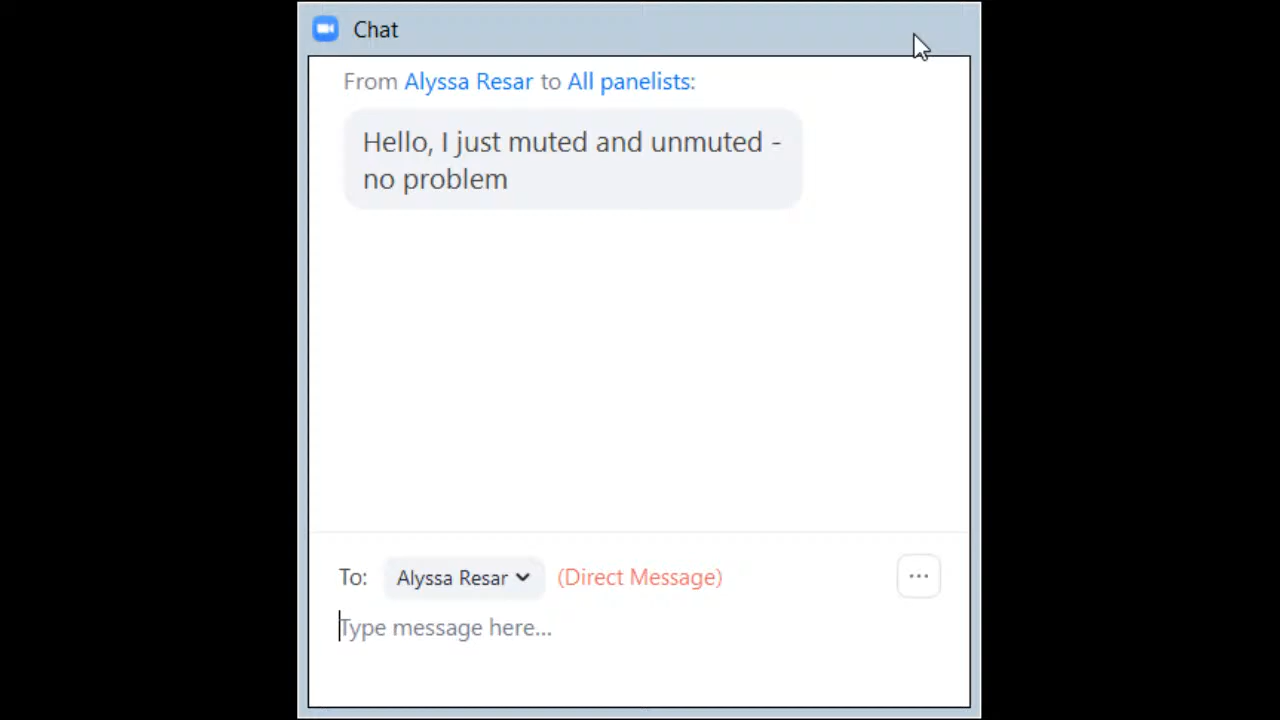 Chat
From Alyssa Resar to All panelists:
Hello, I just muted and unmuted -
no problem
To: Alyssa Resar (Direct Message)
Type message here...